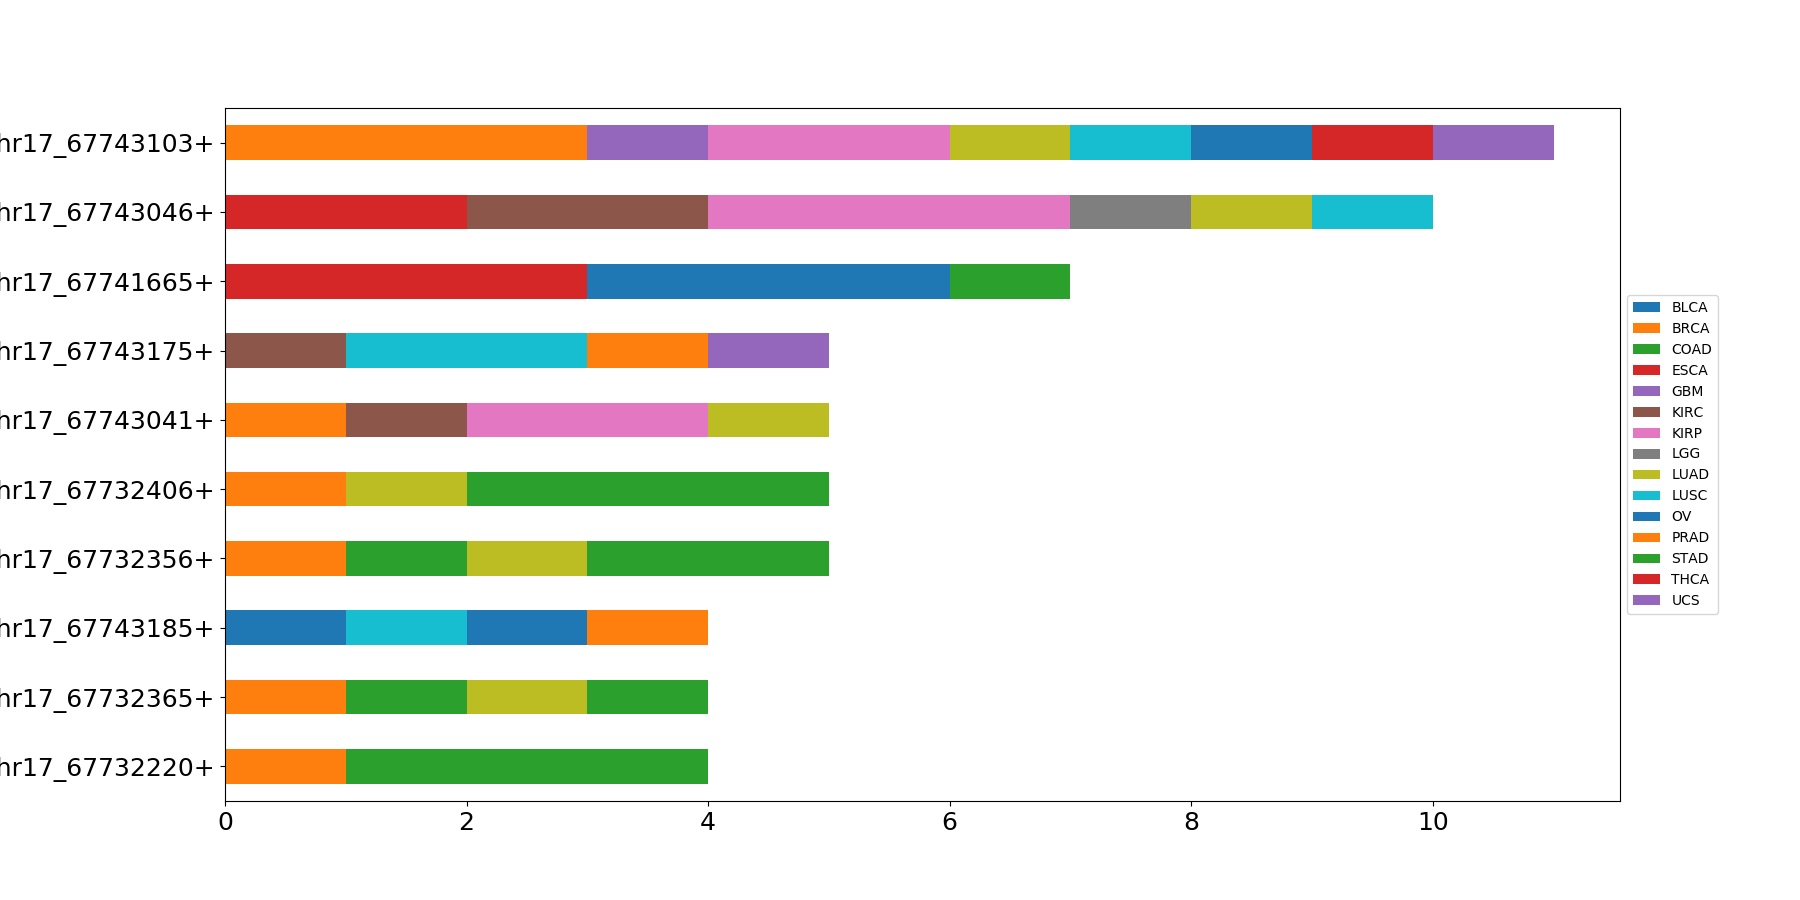 hr17_67743103+
hr17_67743046+
hr17_67741665+
hr17_67743175+
hr17_67743041+
hr17_67732406+
hr17_67732356+
hr17_67743185+
hr17_67732365+
hr17_67732220+
0 2 4 6 8 10
BLCA
BRCA
COAD
ESCA
GBM
KIRC
KIRP
LGG
LUAD
LUSC
OV
PRAD
STAD
THCA
UCS